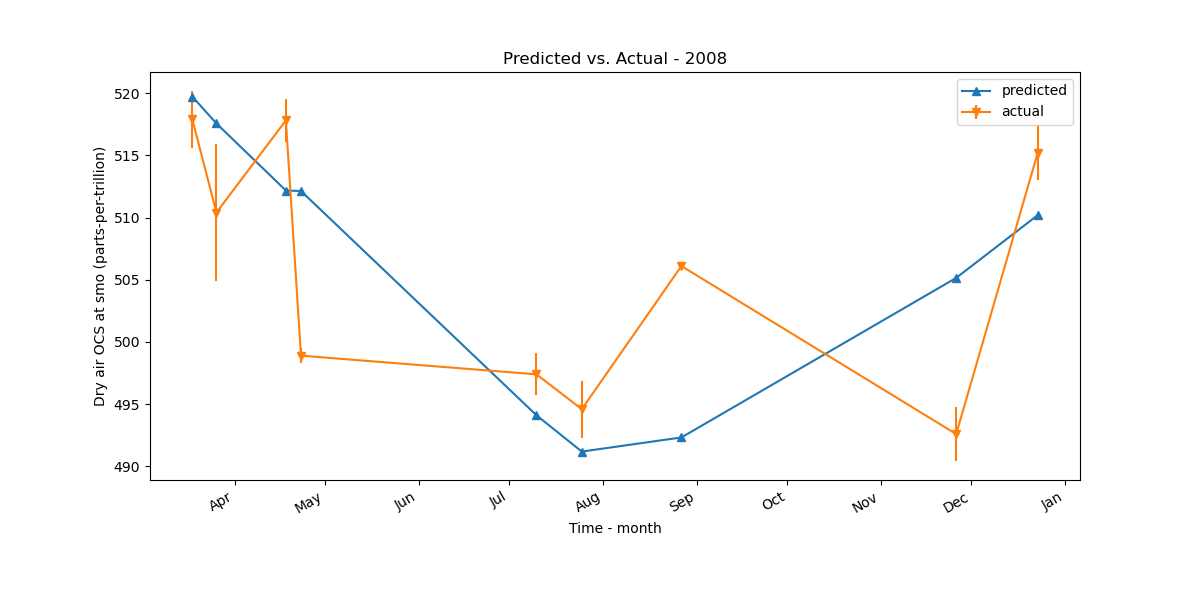 Predicted vs. Actual - 2008
predicted
actual
Dry air OCS at smo (parts-per-trillion)
520
515
510
505
500
495
490
Apr
May
Jun
Jul
Aug
Sep
Oct
Nov
Dec
Jan
Time - month